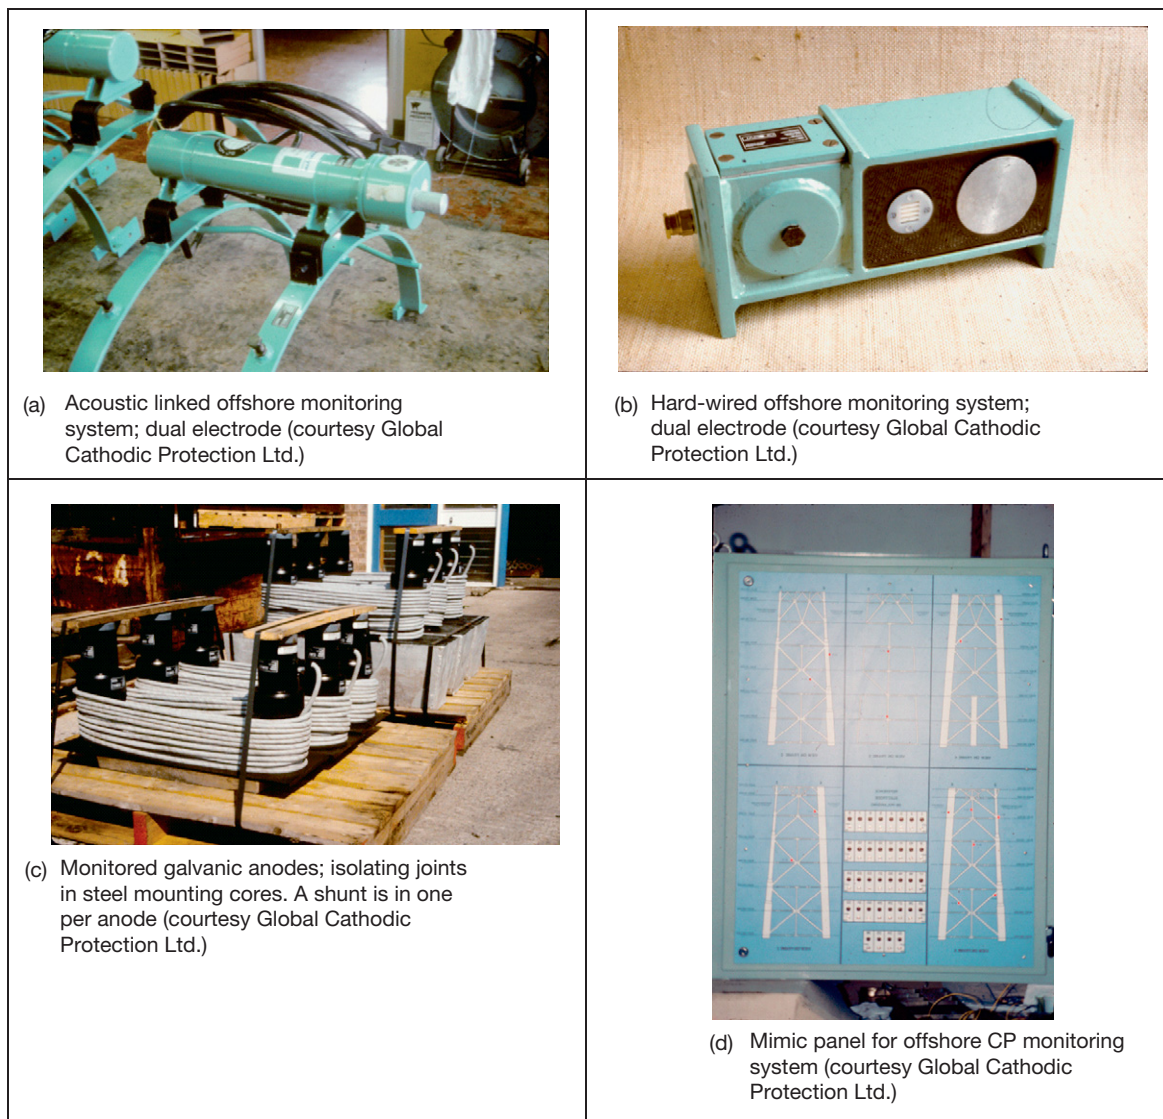 (a) Acoustic linked offshore monitoring
system; dual electrode (courtesy Global
Cathodic Protection Ltd.)
(b) Hard-wired offshore monitoring system;
dual electrode (courtesy Global Cathodic
Protection Ltd.)
(c) Monitored galvanic anodes; isolating joints
in steel mounting cores. A shunt is in one
per anode (courtesy Global Cathodic
Protection Ltd.)
(d) Mimic panel for offshore CP monitoring
system (courtesy Global Cathodic
Protection Ltd.)